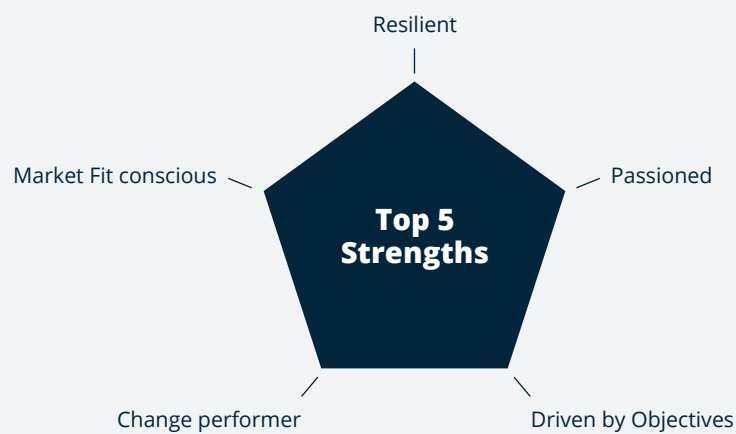 Resilient
Market Fit conscious
Passioned
Top 5
Strengths
Change performer
Driven by Objectives